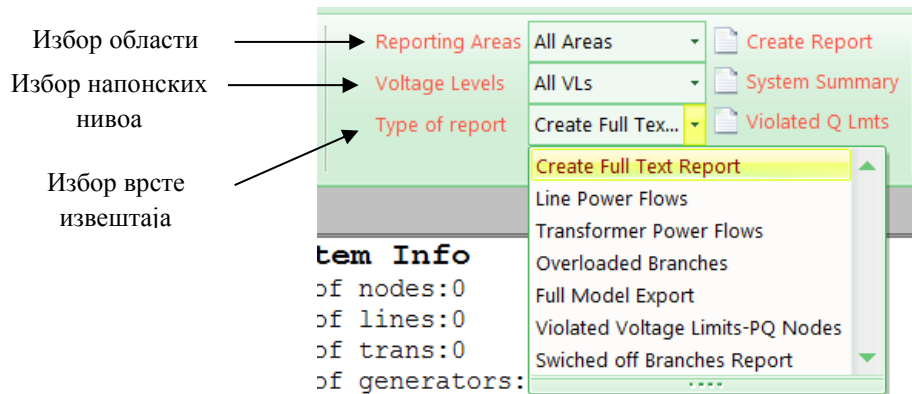 Избор области
Reporting Areas All Areas Create Report
Избор напонских
нивоа
Voltage Levels All VLs System Summary
Type of report Create Full Tex... Violated Q Lmts
Избор врсте
извештаја
Create Full Text Report
Line Power Flows
Transformer Power Flows
Overloaded Branches
Full Model Export
Violated Voltage Limits-PQ Nodes
Swiched off Branches Report
tem Info
of nodes:0
of lines:0
of trans:0
of generators: